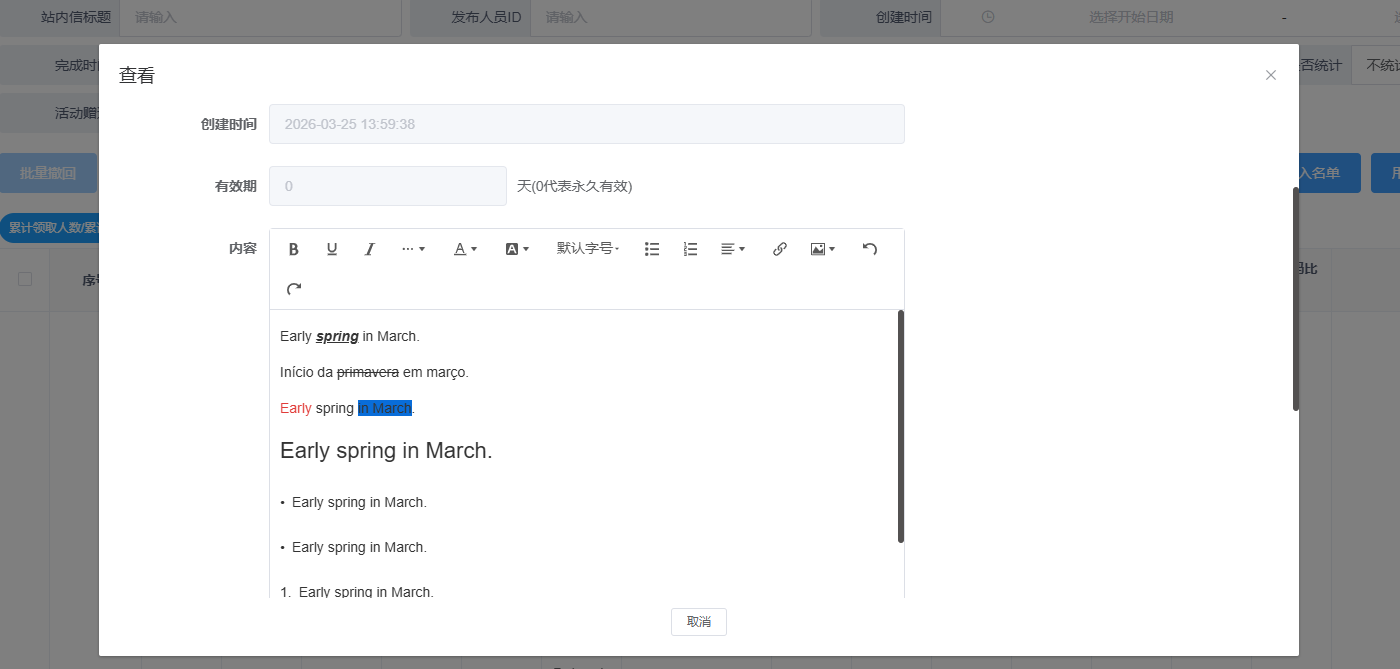 站内信标题 请输入 发布人员ID 请输入 创建时间 选择开始日期 -
完成时
否统计 不统
活动赠
批量撤回
入名单
累计领取人数/累
查看
创建时间 2026-03-25 13:59:38
有效期 0 天(0代表永久有效)
内容 B U I ··· A A 默认字号
Early spring in March.
Início da primavera em março.
Early spring in March.
Early spring in March.
• Early spring in March.
• Early spring in March.
1. Early spring in March.
取消